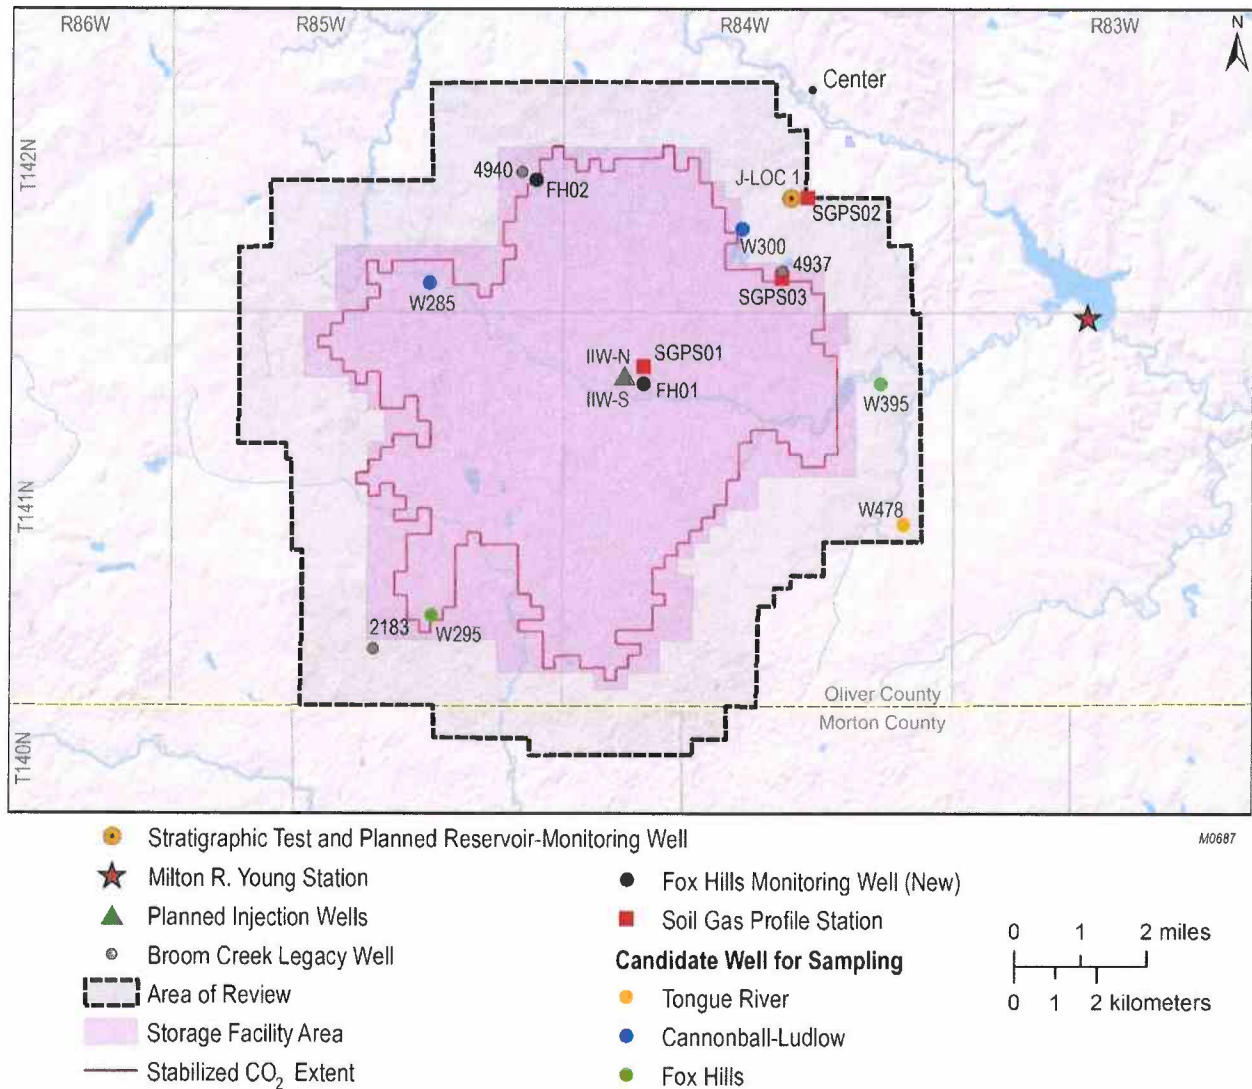 R86W
R85W
R84W
R83W
N
Center
T142N
4940
FH02
J-LOC 1
SGPS02
W300
4937
SGPS03
W285
IIW-N
SGPS01
IIW-S
FH01
W395
T141N
W478
2183
W295
Oliver County
Morton County
T140N
M0687
Stratigraphic Test and Planned Reservoir-Monitoring Well
Milton R. Young Station
Planned Injection Wells
Broom Creek Legacy Well
Area of Review
Storage Facility Area
Stabilized CO₂ Extent
Fox Hills Monitoring Well (New)
Soil Gas Profile Station
Candidate Well for Sampling
Tongue River
Cannonball-Ludlow
Fox Hills
0 1 2 miles
0 1 2 kilometers